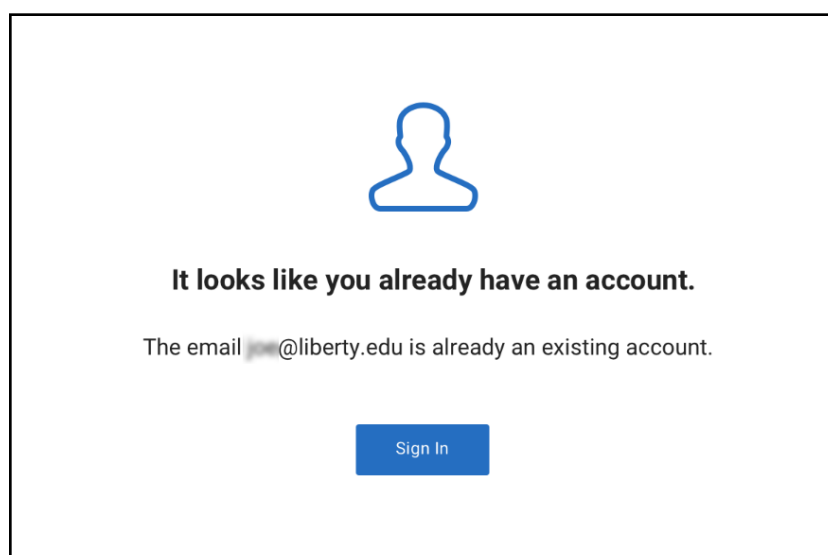 It looks like you already have an account.
The email @liberty.edu is already an existing account.
Sign In